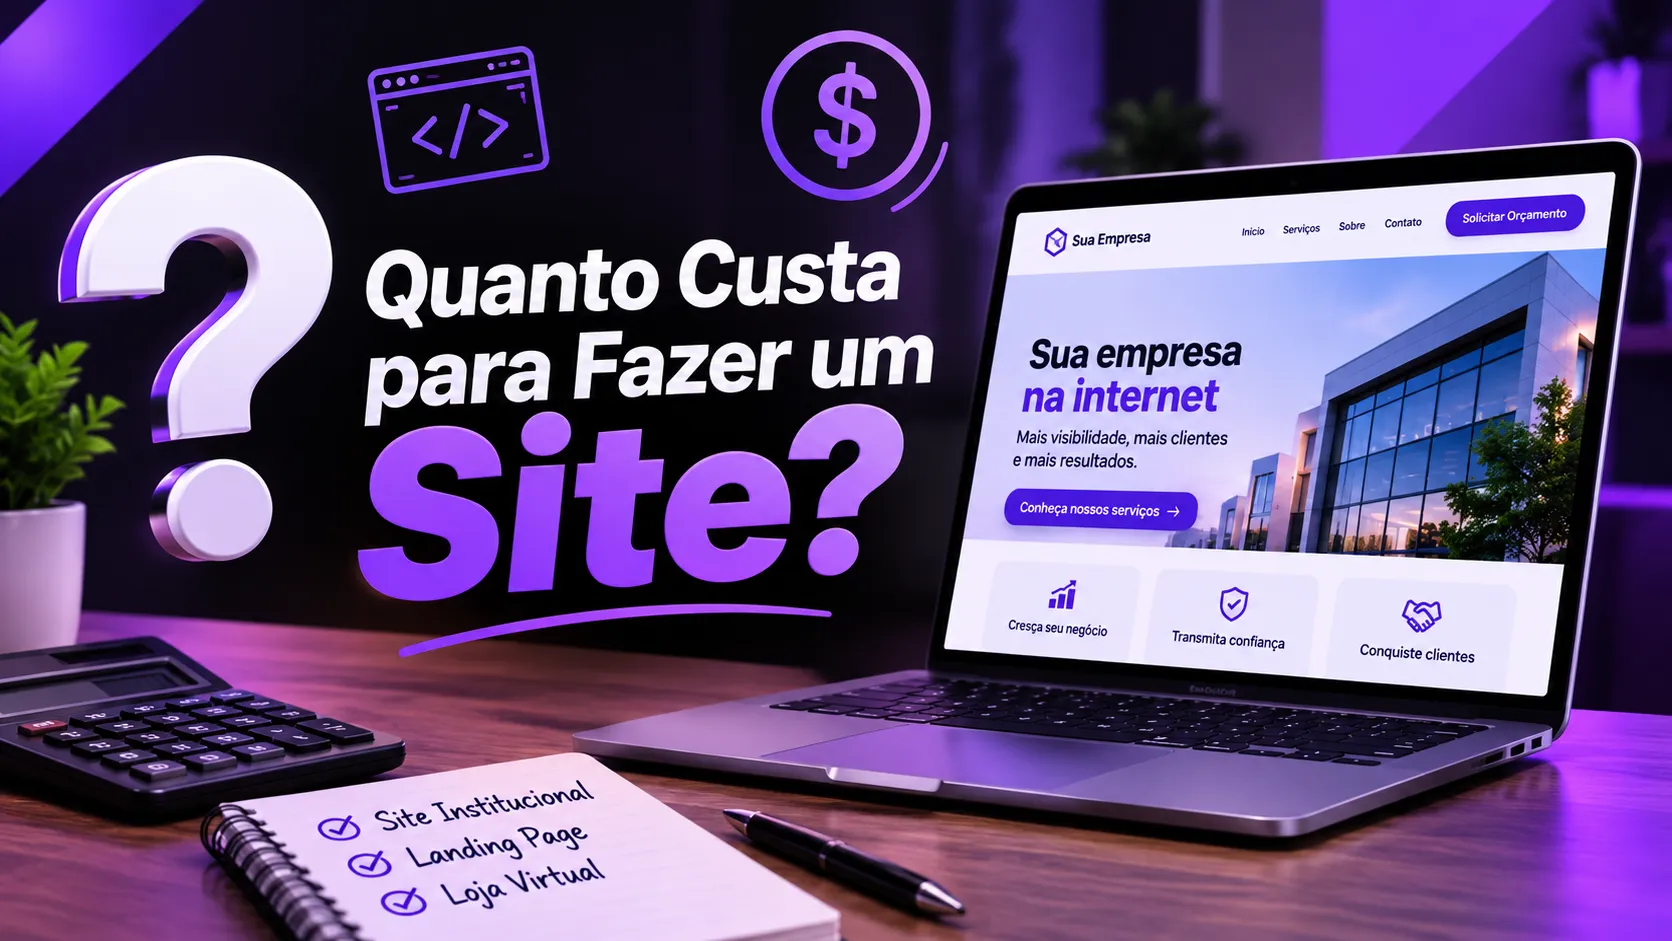 </>
$
?
Quanto Custa
para Fazer um
Site?
Sua Empresa
Início
Serviços
Sobre
Contato
Solicitar Orçamento
Sua empresa
na internet
Mais visibilidade, mais clientes
e mais resultados.
Conheça nossos serviços →
Cresça seu negócio
Transmita confiança
Conquiste clientes
Site Institucional
Landing Page
Loja Virtual